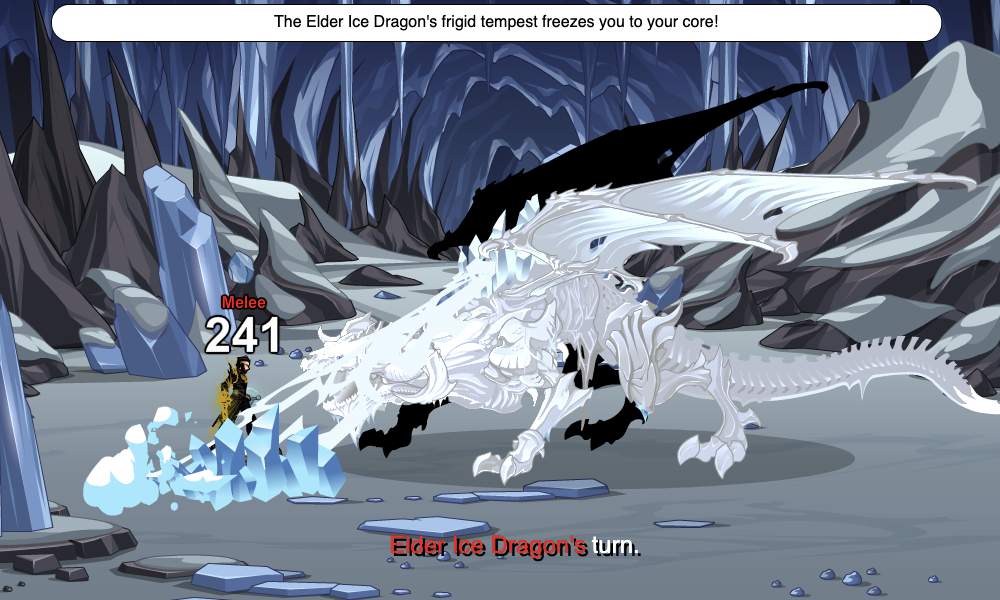 The Elder Ice Dragon's frigid tempest freezes you to your core!
Melee
241
Elder Ice Dragon's turn.